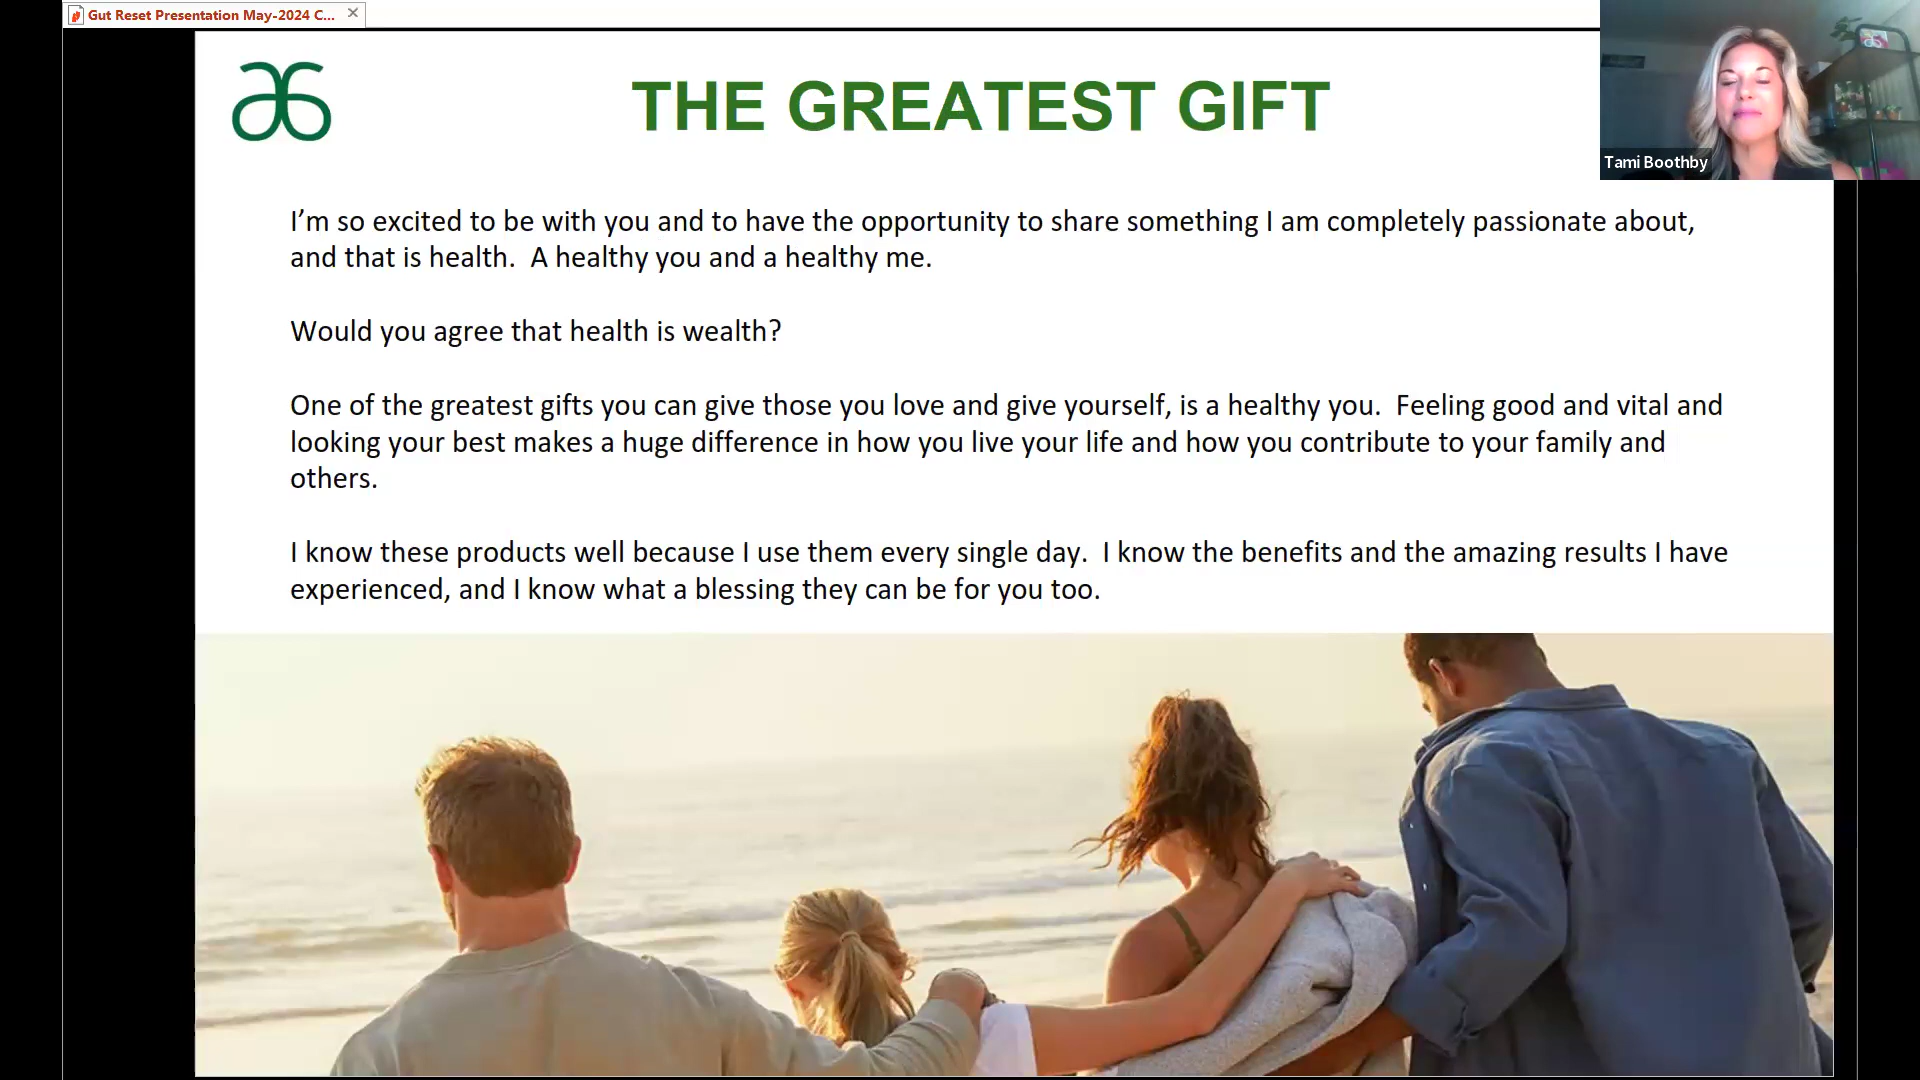 Gut Reset Presentation May-2024 C...
THE GREATEST GIFT
Tami Boothby
I’m so excited to be with you and to have the opportunity to share something I am completely passionate about,
and that is health.  A healthy you and a healthy me.
Would you agree that health is wealth?
One of the greatest gifts you can give those you love and give yourself, is a healthy you.  Feeling good and vital and
looking your best makes a huge difference in how you live your life and how you contribute to your family and
others.
I know these products well because I use them every single day.  I know the benefits and the amazing results I have
experienced, and I know what a blessing they can be for you too.